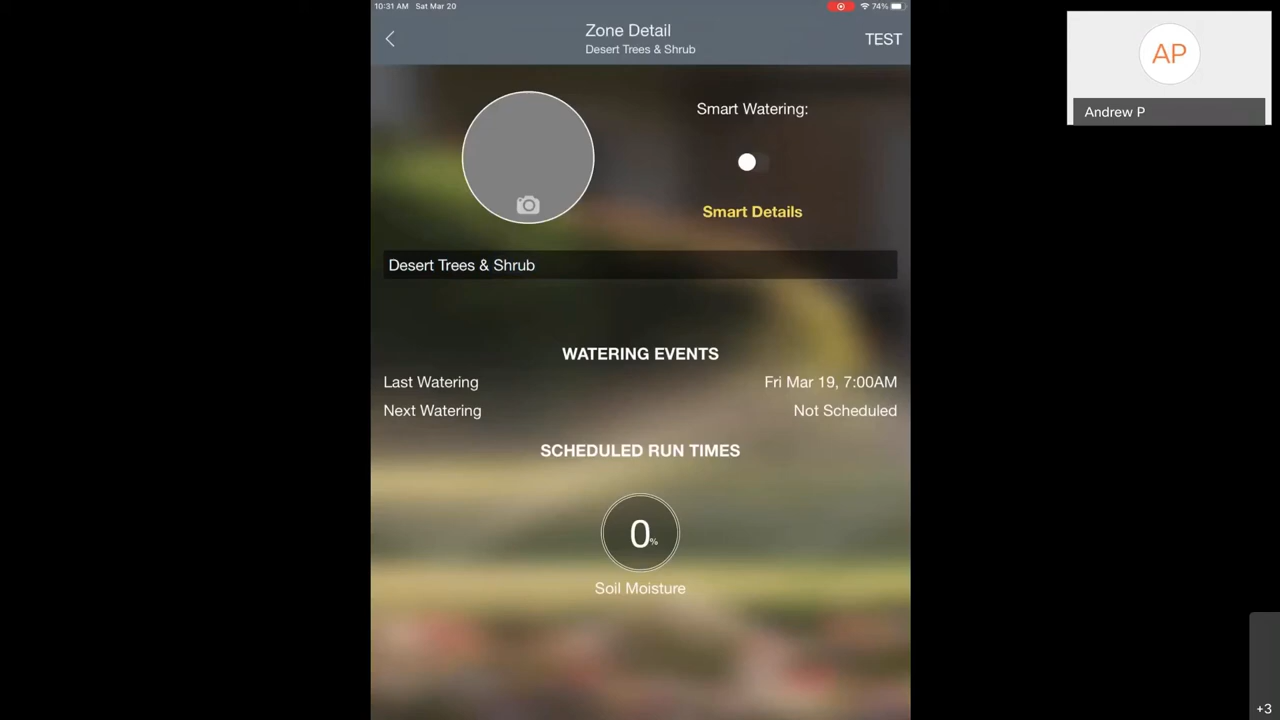 10:31 AM Sat Mar 20
74%
Zone Detail
Desert Trees & Shrub
TEST
AP
Andrew P
Smart Watering:
Smart Details
Desert Trees & Shrub
WATERING EVENTS
Last Watering Fri Mar 19, 7:00AM
Next Watering Not Scheduled
SCHEDULED RUN TIMES
0%
Soil Moisture
+3